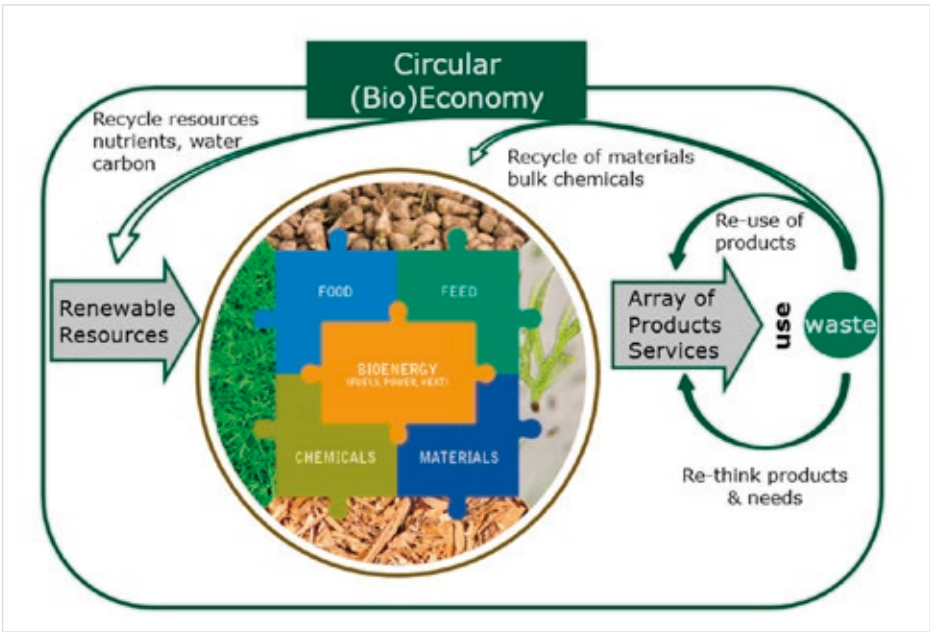 Circular
(Bio)Economy
Recycle resources
nutrients, water
carbon
Recycle of materials
bulk chemicals
Re-use of
products
Renewable
Resources
FOOD
FEED
BIOENERGY
(FUELS, POWER, HEAT)
CHEMICALS
MATERIALS
Array of
Products
Services
use
waste
Re-think products
& needs